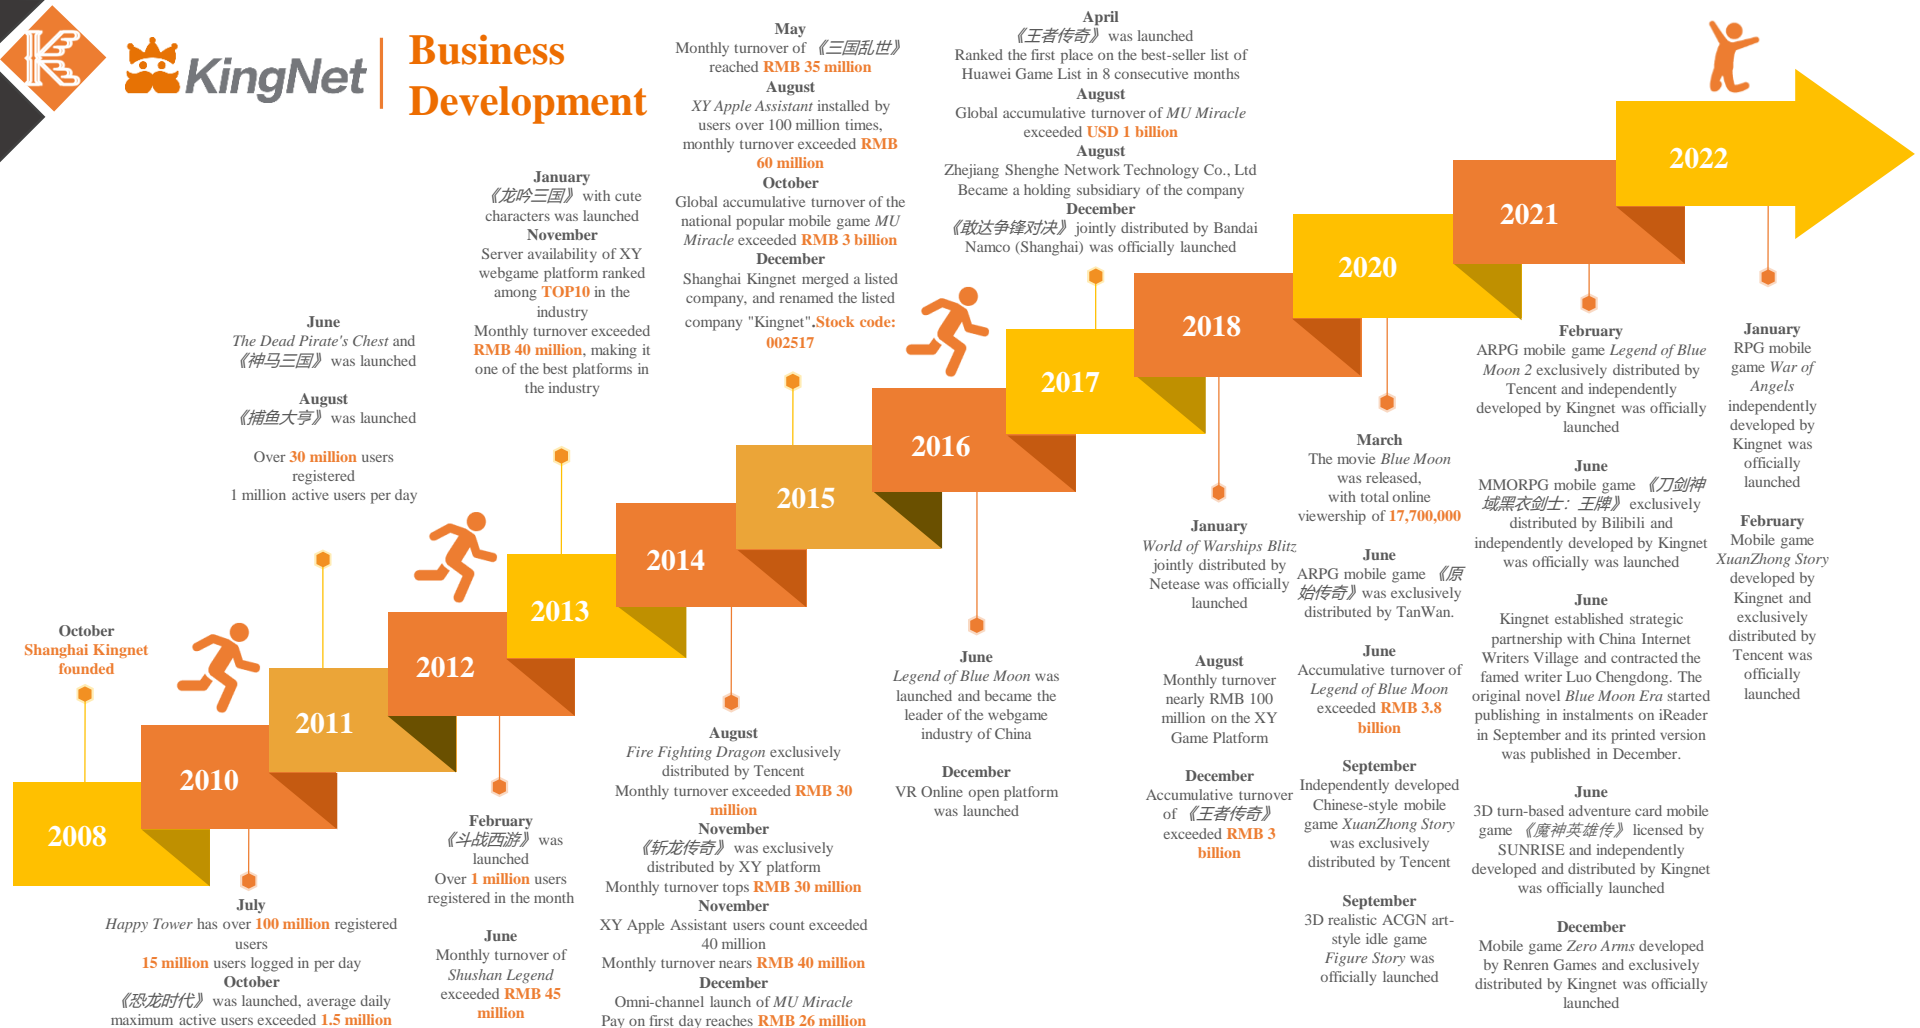 KingNet
Business
Development
2008
October
Shanghai Kingnet
founded
2010
July
Happy Tower has over 100 million registered
users
15 million users logged in per day
October
《恐龙时代》 was launched, average daily
maximum active users exceeded 1.5 million
2011
June
The Dead Pirate's Chest and
《神马三国》 was launched
August
《捕鱼大亨》 was launched
Over 30 million users
registered
1 million active users per day
2012
February
《斗战西游》 was
launched
Over 1 million users
registered in the month
June
Monthly turnover of
Shushan Legend
exceeded RMB 45
million
2013
January
《龙吟三国》 with cute
characters was launched
November
Server availability of XY
webgame platform ranked
among TOP10 in the
industry
Monthly turnover exceeded
RMB 40 million, making it
one of the best platforms in
the industry
2014
August
Fire Fighting Dragon exclusively
distributed by Tencent
Monthly turnover exceeded RMB 30
million
November
《斩龙传奇》 was exclusively
distributed by XY platform
Monthly turnover tops RMB 30 million
November
XY Apple Assistant users count exceeded
40 million
Monthly turnover nears RMB 40 million
December
Omni-channel launch of MU Miracle
Pay on first day reaches RMB 26 million
2015
May
Monthly turnover of 《三国乱世》
reached RMB 35 million
August
XY Apple Assistant installed by
users over 100 million times,
monthly turnover exceeded RMB
60 million
October
Global accumulative turnover of the
national popular mobile game MU
Miracle exceeded RMB 3 billion
December
Shanghai Kingnet merged a listed
company, and renamed the listed
company "Kingnet".Stock code:
002517
2016
June
Legend of Blue Moon was
launched and became the
leader of the webgame
industry of China
December
VR Online open platform
was launched
2017
April
《王者传奇》 was launched
Ranked the first place on the best-seller list of
Huawei Game List in 8 consecutive months
August
Global accumulative turnover of MU Miracle
exceeded USD 1 billion
August
Zhejiang Shenghe Network Technology Co., Ltd
Became a holding subsidiary of the company
December
《敢达争锋对决》 jointly distributed by Bandai
Namco (Shanghai) was officially launched
2018
January
World of Warships Blitz
jointly distributed by
Netease was officially
launched
August
Monthly turnover
nearly RMB 100
million on the XY
Game Platform
December
Accumulative turnover
of 《王者传奇》
exceeded RMB 3
billion
2020
March
The movie Blue Moon
was released,
with total online
viewership of 17,700,000
June
ARPG mobile game 《原
始传奇》 was exclusively
distributed by TanWan.
June
Accumulative turnover of
Legend of Blue Moon
exceeded RMB 3.8
billion
September
Independently developed
Chinese-style mobile
game XuanZhong Story
was exclusively
distributed by Tencent
September
3D realistic ACGN art-
style idle game
Figure Story was
officially launched
2021
February
ARPG mobile game Legend of Blue
Moon 2 exclusively distributed by
Tencent and independently
developed by Kingnet was officially
launched
June
MMORPG mobile game 《刀剑神
域黑衣剑士：王牌》 exclusively
distributed by Bilibili and
independently developed by Kingnet
was officially was launched
June
Kingnet established strategic
partnership with China Internet
Writers Village and contracted the
famed writer Luo Chengdong. The
original novel Blue Moon Era started
publishing in instalments on iReader
in September and its printed version
was published in December.
June
3D turn-based adventure card mobile
game 《魔神英雄传》 licensed by
SUNRISE and independently
developed and distributed by Kingnet
was officially launched
December
Mobile game Zero Arms developed
by Renren Games and exclusively
distributed by Kingnet was officially
launched
2022
January
RPG mobile
game War of
Angels
independently
developed by
Kingnet was
officially
launched
February
Mobile game
XuanZhong Story
developed by
Kingnet and
exclusively
distributed by
Tencent was
officially
launched